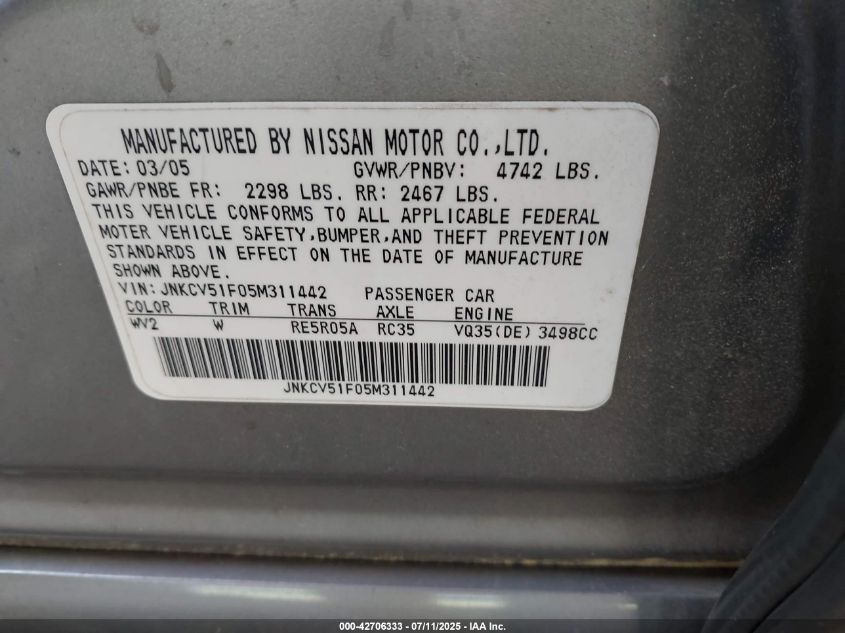 MANUFACTURED BY NISSAN MOTOR CO.,LTD.
DATE: 03/05 GVWR/PNBV: 4742 LBS.
GAWR/PNBE FR: 2298 LBS. RR: 2467 LBS.
THIS VEHICLE CONFORMS TO ALL APPLICABLE FEDERAL
MOTER VEHICLE SAFETY,BUMPER,AND THEFT PREVENTION
STANDARDS IN EFFECT ON THE DATE OF MANUFACTURE
SHOWN ABOVE.
VIN: JNKCV51F05M311442 PASSENGER CAR
COLOR TRIM TRANS AXLE ENGINE
WV2 W RE5R05A RC35 VQ35(DE) 3498CC
JNKCV51F05M311442
000-42706333 - 07/11/2025 - IAA Inc.